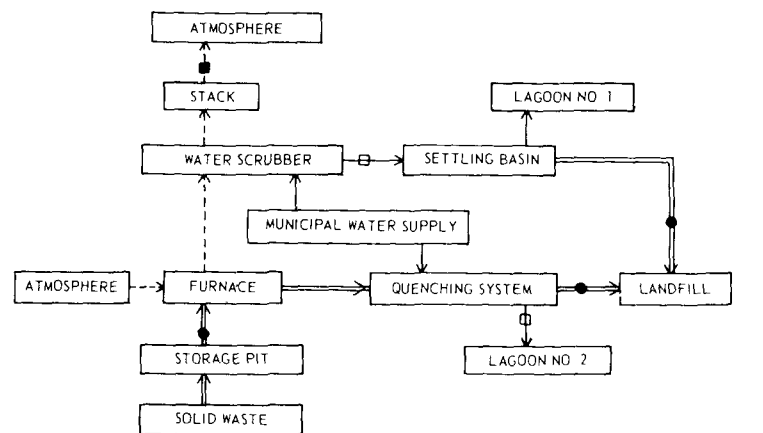 ATMOSPHERE
STACK
LAGOON NO 1
WATER SCRUBBER
SETTLING BASIN
MUNICIPAL WATER SUPPLY
ATMOSPHERE
FURNACE
QUENCHING SYSTEM
LANDFILL
STORAGE PIT
LAGOON NO 2
SOLID WASTE